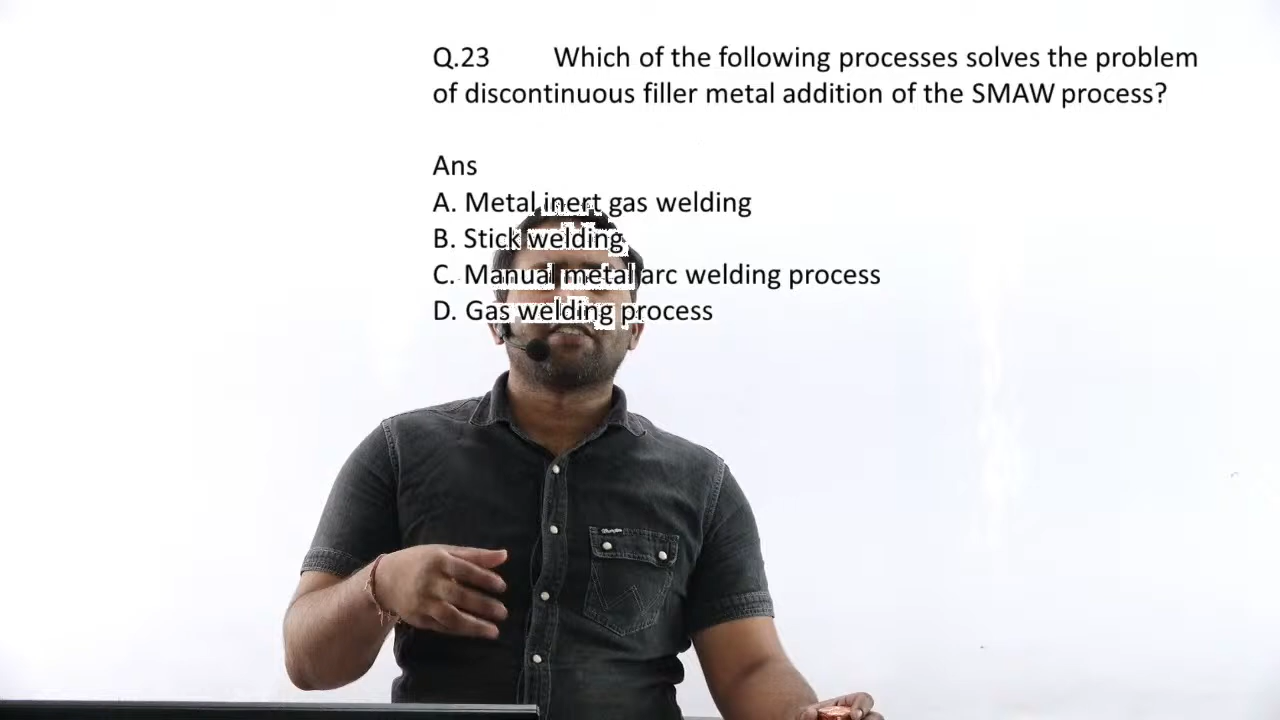 Q.23 Which of the following processes solves the problem
of discontinuous filler metal addition of the SMAW process?
Ans
A. Metal inert gas welding
B. Stick welding
C. Manual metal arc welding process
D. Gas welding process